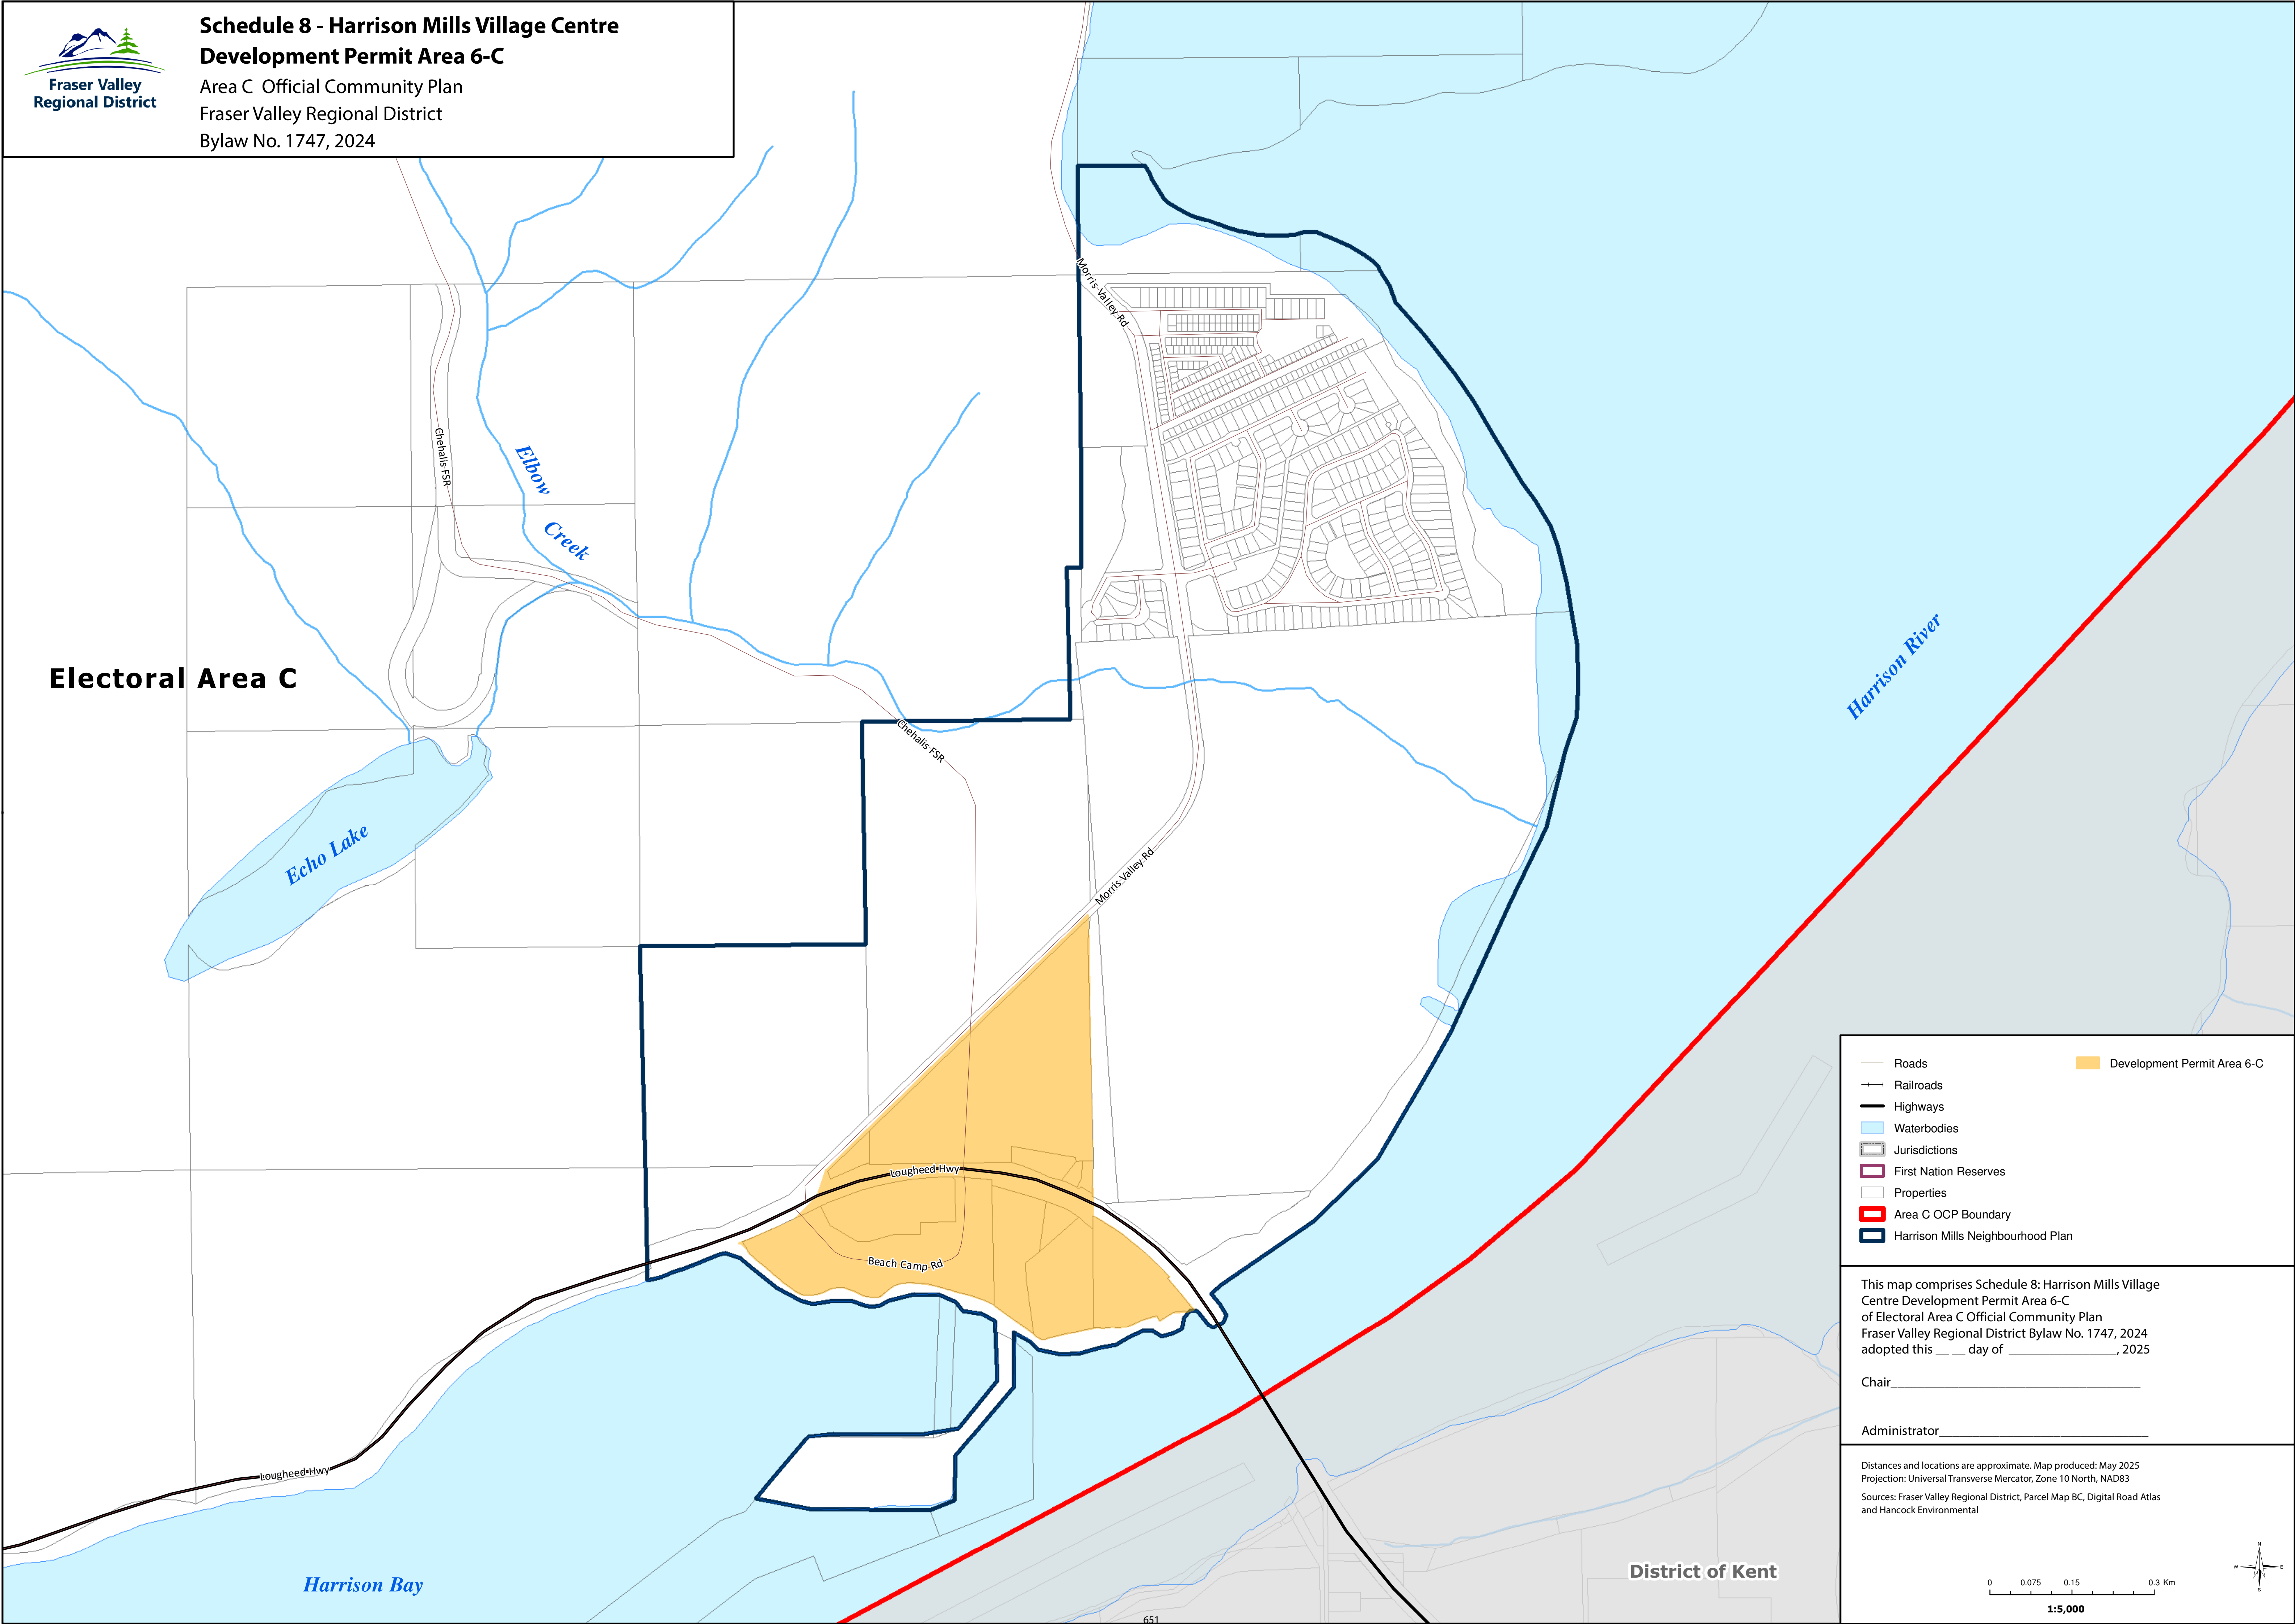 Fraser Valley
Regional District
Schedule 8 - Harrison Mills Village Centre
Development Permit Area 6-C
Area C Official Community Plan
Fraser Valley Regional District
Bylaw No. 1747, 2024
Morris Valley Rd
Chehalis FSR
Elbow
Creek
Electoral Area C
Harrison River
Chehalis FSR
Echo Lake
Morris Valley Rd
Lougheed Hwy
Beach Camp Rd
Lougheed Hwy
Harrison Bay
District of Kent
651
Roads
Railroads
Highways
Waterbodies
Jurisdictions
First Nation Reserves
Properties
Area C OCP Boundary
Harrison Mills Neighbourhood Plan
Development Permit Area 6-C
This map comprises Schedule 8: Harrison Mills Village
Centre Development Permit Area 6-C
of Electoral Area C Official Community Plan
Fraser Valley Regional District Bylaw No. 1747, 2024
adopted this __ __ day of _________________, 2025
Chair________________________________________
Administrator_________________________________
Distances and locations are approximate. Map produced: May 2025
Projection: Universal Transverse Mercator, Zone 10 North, NAD83
Sources: Fraser Valley Regional District, Parcel Map BC, Digital Road Atlas
and Hancock Environmental
N
W E
S
0 0.075 0.15 0.3 Km
1:5,000